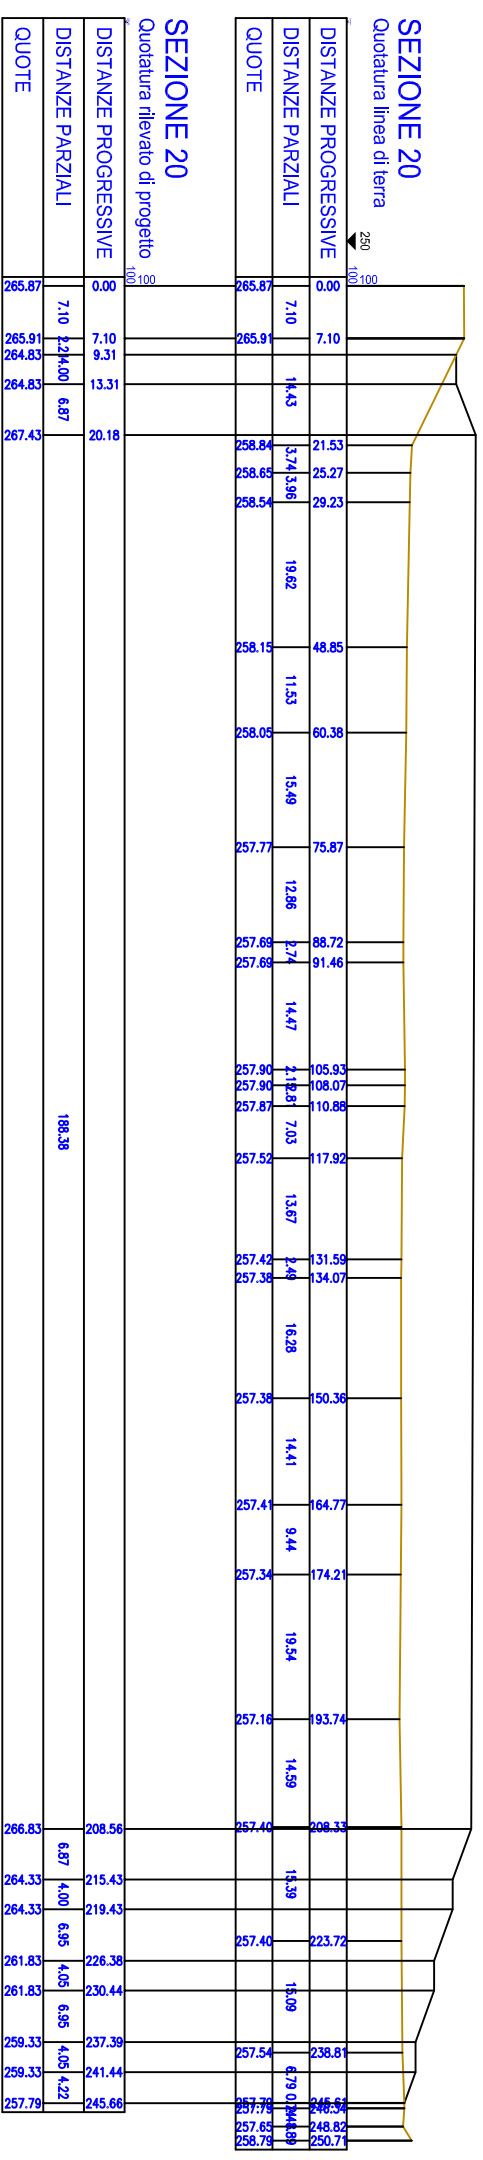 SEZIONE 20
Quotatura linea di terra
250
100 100
DISTANZE PROGRESSIVE
0.00 7.10 21.53 25.27 29.23 48.85 60.38 75.87 88.72 91.46 105.93 108.07 110.88 117.92 131.59 134.07 150.36 164.77 174.21 193.74 208.33 223.72 238.81 248.82 250.71
DISTANZE PARZIALI
7.10 14.43 3.74 3.96 19.62 11.53 15.49 12.86 2.74 14.47 7.03 13.67 2.49 16.28 14.41 9.44 19.54 14.59 15.39 15.09 6.79
QUOTE
265.87 265.91 258.84 258.65 258.54 258.15 258.05 257.77 257.69 257.69 257.90 257.90 257.87 257.52 257.42 257.38 257.38 257.41 257.34 257.16 257.40 257.40 257.54 257.65 258.79
SEZIONE 20
Quotatura rilevato di progetto
100 100
DISTANZE PROGRESSIVE
0.00 7.10 9.31 13.31 20.18 208.56 215.43 219.43 226.38 230.44 237.39 241.44 245.66
DISTANZE PARZIALI
7.10 2.21 4.00 6.87 188.38 6.87 4.00 6.95 4.05 6.95 4.05 4.22
QUOTE
265.87 265.91 264.83 264.83 267.43 266.83 264.33 264.33 261.83 261.83 259.33 259.33 257.79